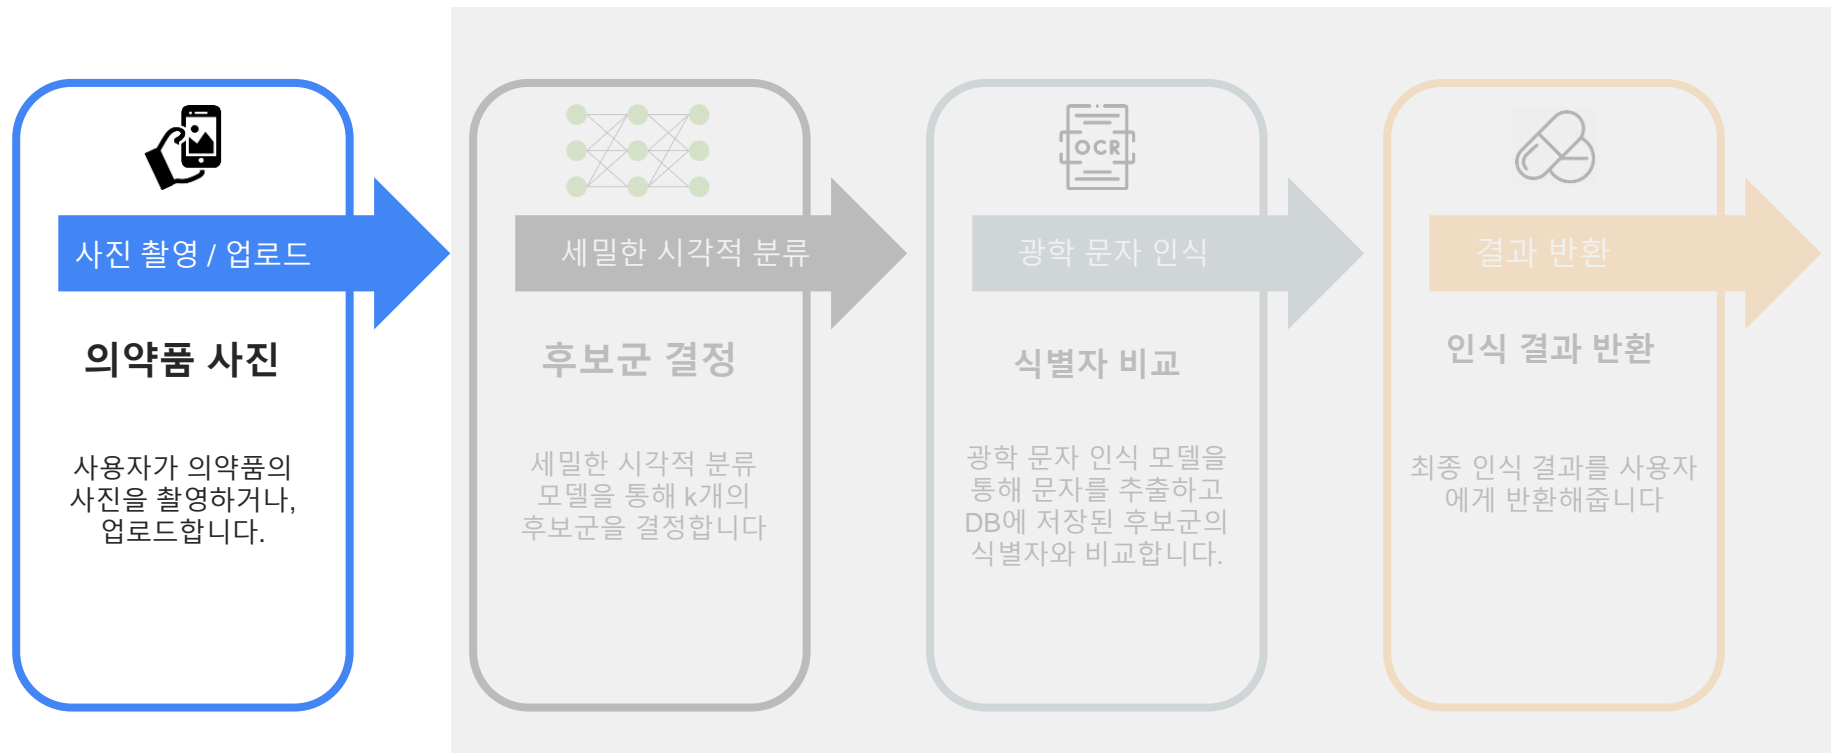 사진 촬영 / 업로드
의약품 사진
사용자가 의약품의
사진을 촬영하거나,
업로드합니다.
세밀한 시각적 분류
후보군 결정
세밀한 시각적 분류
모델을 통해 k개의
후보군을 결정합니다
OCR
광학 문자 인식
식별자 비교
광학 문자 인식 모델을
통해 문자를 추출하고
DB에 저장된 후보군의
식별자와 비교합니다.
결과 반환
인식 결과 반환
최종 인식 결과를 사용자
에게 반환해줍니다